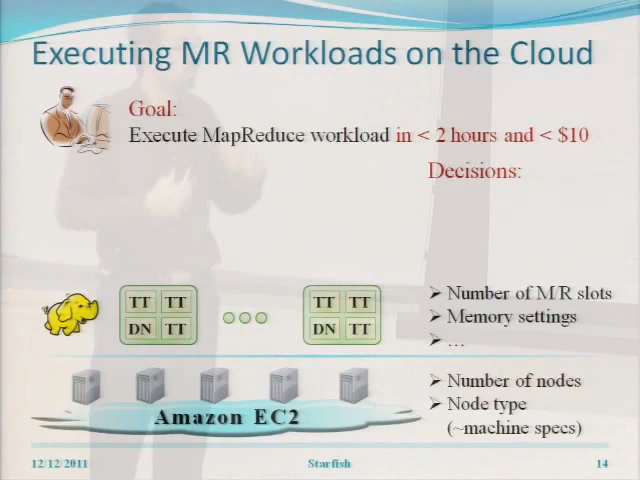 Executing MR Workloads on the Cloud
Goal:
Execute MapReduce workload in < 2 hours and < $10
Decisions:
TT TT TT TT
DN TT DN TT
➢ Number of M/R slots
➢ Memory settings
➢ …
➢ Number of nodes
➢ Node type
(~machine specs)
Amazon EC2
12/12/2011 Starfish 14